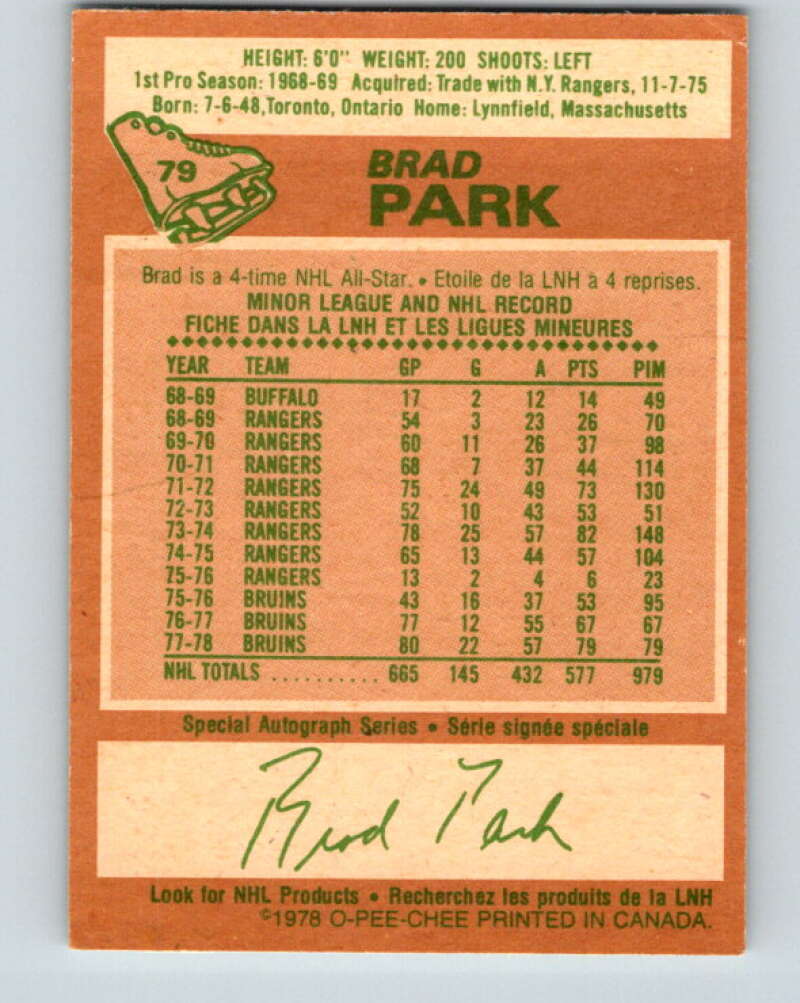 HEIGHT: 6'0" WEIGHT: 200 SHOOTS: LEFT
1st Pro Season: 1968-69 Acquired: Trade with N.Y. Rangers, 11-7-75
Born: 7-6-48, Toronto, Ontario Home: Lynnfield, Massachusetts
79
BRAD
PARK
Brad is a 4-time NHL All-Star. • Etoile de la LNH à 4 reprises.
MINOR LEAGUE AND NHL RECORD
FICHE DANS LA LNH ET LES LIGUES MINEURES
YEAR TEAM GP G A PTS PIM
68-69 BUFFALO 17 2 12 14 49
68-69 RANGERS 54 3 23 26 70
69-70 RANGERS 60 11 26 37 98
70-71 RANGERS 68 7 37 44 114
71-72 RANGERS 75 24 49 73 130
72-73 RANGERS 52 10 43 53 51
73-74 RANGERS 78 25 57 82 148
74-75 RANGERS 65 13 44 57 104
75-76 RANGERS 13 2 4 6 23
75-76 BRUINS 43 16 37 53 95
76-77 BRUINS 77 12 55 67 67
77-78 BRUINS 80 22 57 79 79
NHL TOTALS .......... 665 145 432 577 979
Special Autograph Series • Série signée spéciale
Brad Park
Look for NHL Products • Recherchez les produits de la LNH
©1978 O-PEE-CHEE PRINTED IN CANADA.